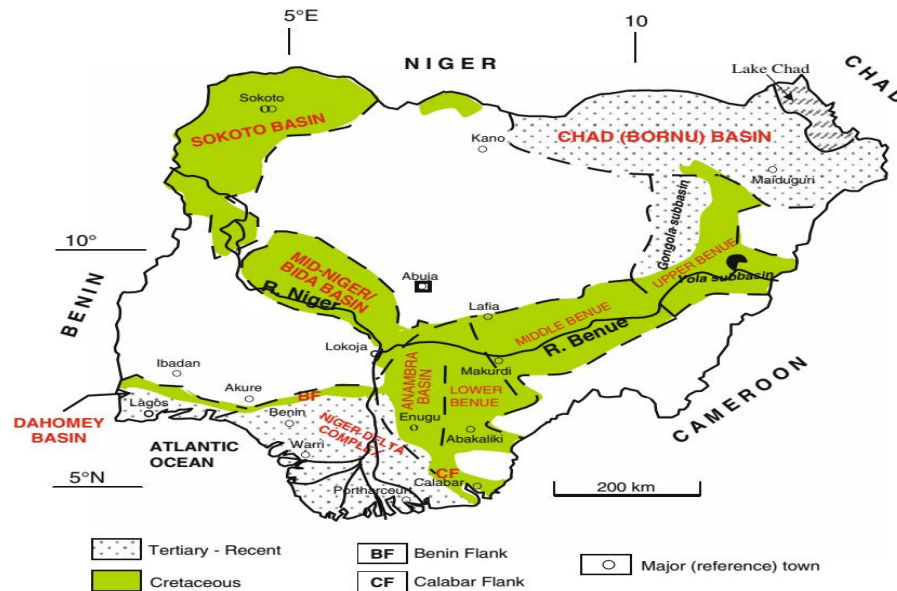 5°E
10
NIGER
Lake Chad
CHAD
Sokoto
SOKOTO BASIN
Kano
CHAD (BORNU) BASIN
Maiduguri
Gongola subbasin
10°
MID-NIGER/
BIDA BASIN
Abuja
UPPER BENUE
Yola subbasin
BENIN
R. Niger
Lafia
MIDDLE BENUE
R. Benue
Lokoja
Makurdi
Ibadan
Akure
ANAMBRA
BASIN
LOWER
BENUE
CAMEROON
BF
Lagos
Benin
Enugu
DAHOMEY
BASIN
NIGER-DELTA
COMPLEX
Abakaliki
ATLANTIC
OCEAN
Warri
CF
5°N
Portharcourt
Calabar
200 km
Tertiary - Recent
BF Benin Flank
Major (reference) town
Cretaceous
CF Calabar Flank